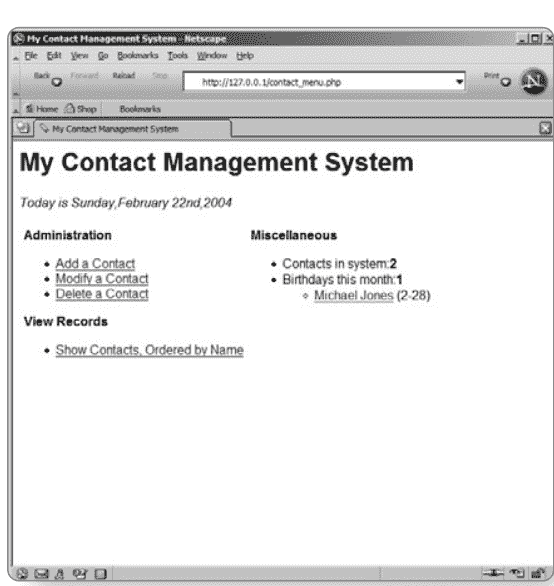 My Contact Management System - Netscape
File Edit View Go Bookmarks Tools Window Help
Back Forward Reload Stop http://127.0.0.1/contact_menu.php Print
Home Shop Bookmarks
My Contact Management System
My Contact Management System
Today is Sunday,February 22nd,2004
Administration
Add a Contact
Modify a Contact
Delete a Contact
View Records
Show Contacts, Ordered by Name
Miscellaneous
Contacts in system:2
Birthdays this month:1
Michael Jones (2-28)